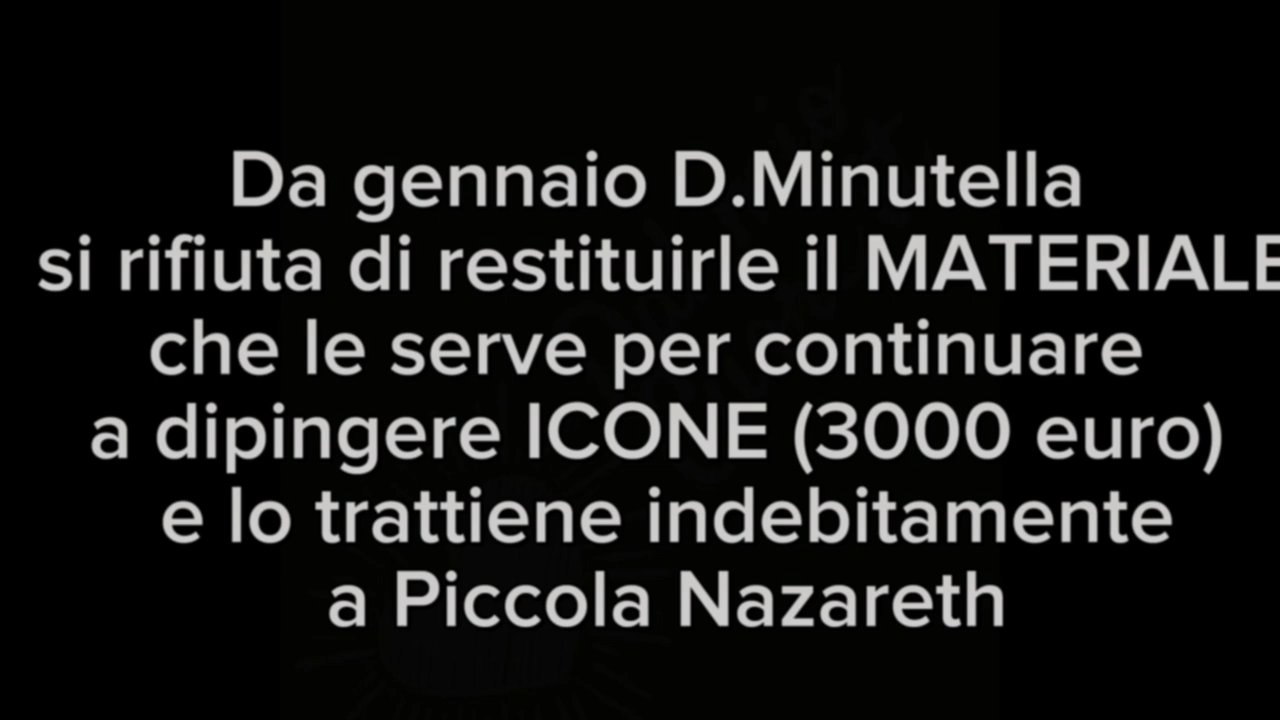 Da gennaio D.Minutella
si rifiuta di restituirle il MATERIALE
che le serve per continuare
a dipingere ICONE (3000 euro)
e lo trattiene indebitamente
a Piccola Nazareth